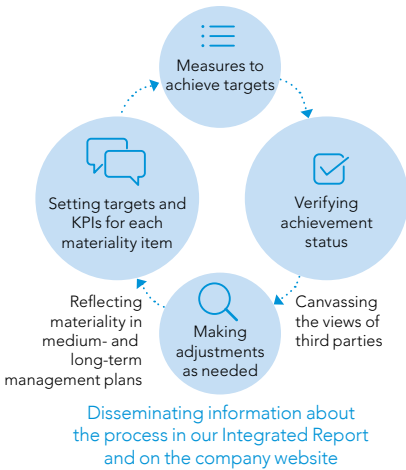 Measures to
achieve targets
Setting targets and
KPIs for each
materiality item
Verifying
achievement
status
Reflecting
materiality in
medium- and
long-term
management plans
Making
adjustments
as needed
Canvassing
the views of
third parties
Disseminating information about
the process in our Integrated Report
and on the company website